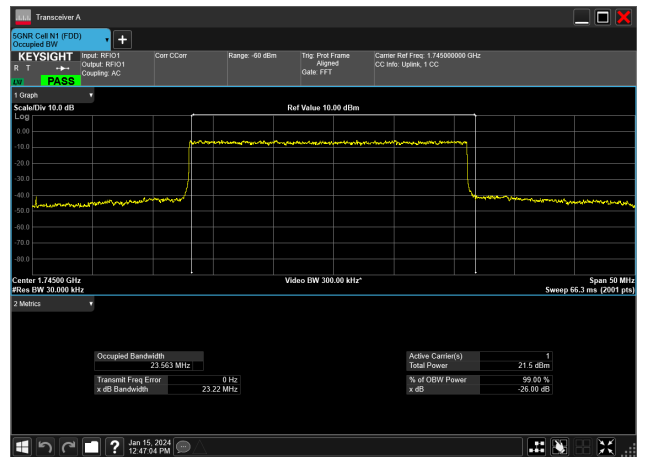 Transceiver A
5GNR Cell N1 (FDD)
Occupied BW
KEYSIGHT Input: RFIO1 Corr CCorr Range: -60 dBm Trig: Prot Frame Carrier Ref Freq: 1.745000000 GHz
R T Output: RFIO1 Aligned CC Info: Uplink, 1 CC
Coupling: AC Gate: FFT
PASS
1 Graph
Scale/Div 10.0 dB Ref Value 10.00 dBm
Log
0.00
-10.0
-20.0
-30.0
-40.0
-50.0
-60.0
-70.0
-80.0
Center 1.74500 GHz Video BW 300.00 kHz* Span 50 MHz
#Res BW 30.000 kHz Sweep 66.3 ms (2001 pts)
2 Metrics
Occupied Bandwidth Active Carrier(s) 1
23.563 MHz Total Power 21.5 dBm
Transmit Freq Error 0 Hz % of OBW Power 99.00 %
x dB Bandwidth 23.22 MHz x dB -26.00 dB
Jan 15, 2024
12:47:04 PM